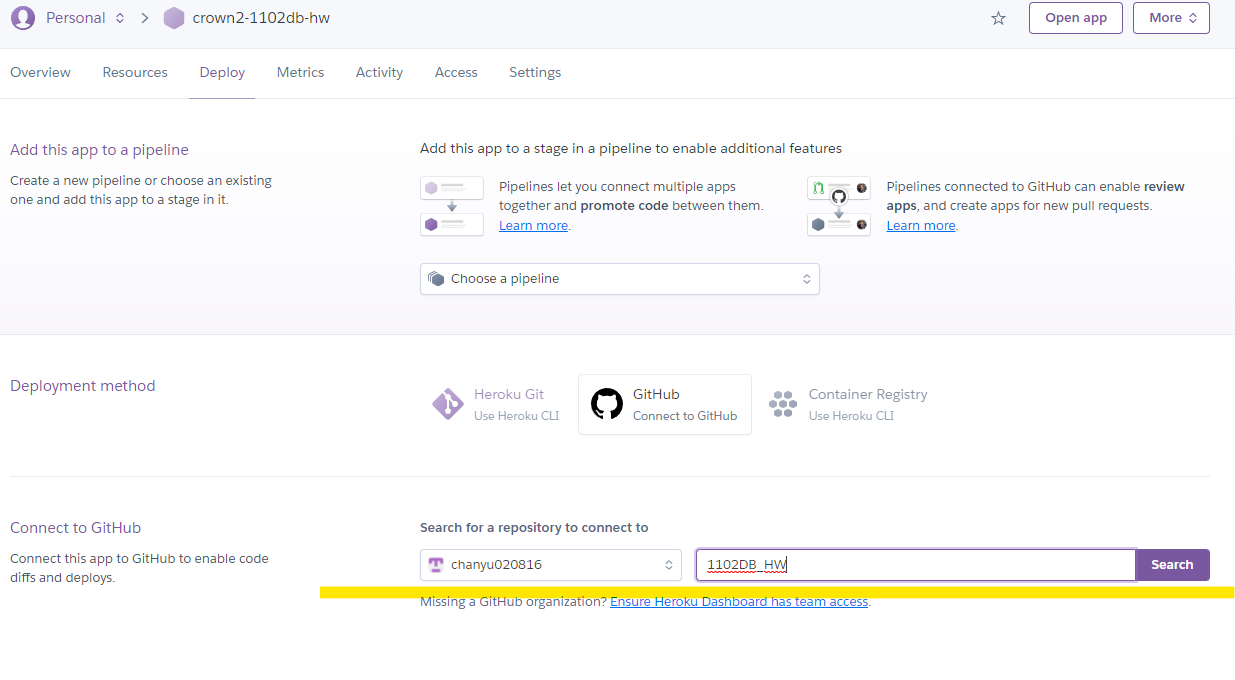 Personal
crown2-1102db-hw
Open app
More
Overview
Resources
Deploy
Metrics
Activity
Access
Settings
Add this app to a pipeline
Create a new pipeline or choose an existing
one and add this app to a stage in it.
Add this app to a stage in a pipeline to enable additional features
Pipelines let you connect multiple apps
together and promote code between them.
Learn more.
Pipelines connected to GitHub can enable review
apps, and create apps for new pull requests.
Learn more.
Choose a pipeline
Deployment method
Heroku Git
Use Heroku CLI
GitHub
Connect to GitHub
Container Registry
Use Heroku CLI
Connect to GitHub
Connect this app to GitHub to enable code
diffs and deploys.
Search for a repository to connect to
chanyu020816
1102DB_HW
Search
Missing a GitHub organization? Ensure Heroku Dashboard has team access.